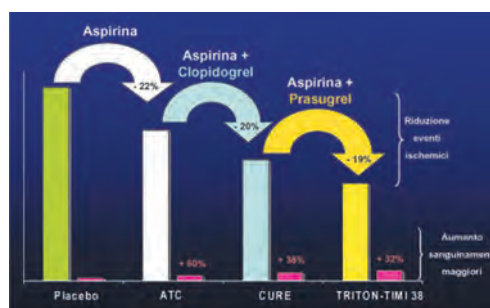 Aspirina
Aspirina +
Clopidogrel
Aspirina +
Prasugrel
- 22%
- 20%
- 19%
Riduzione
eventi
ischemici
Aumento
sanguinamenti
maggiori
+ 60%
+ 38%
+ 32%
Placebo
ATC
CURE
TRITON-TIMI 38